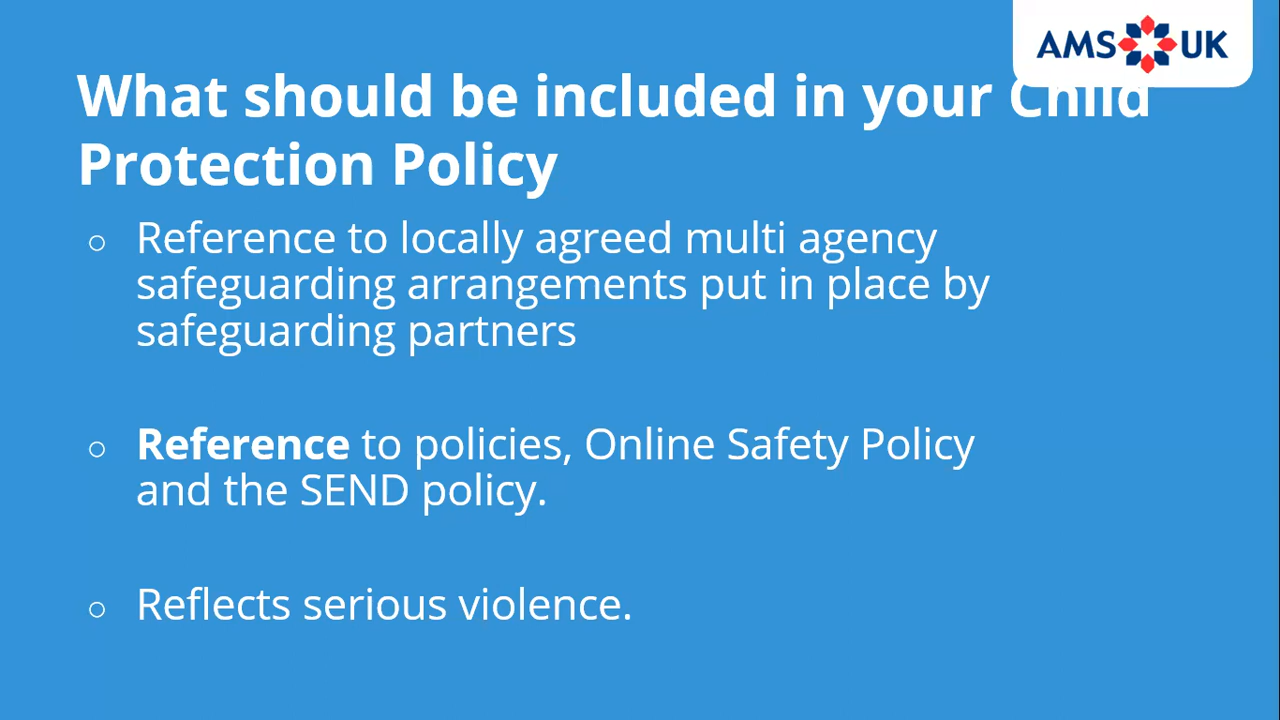 AMS UK
What should be included in your Child
Protection Policy
Reference to locally agreed multi agency
safeguarding arrangements put in place by
safeguarding partners
Reference to policies, Online Safety Policy
and the SEND policy.
Reflects serious violence.